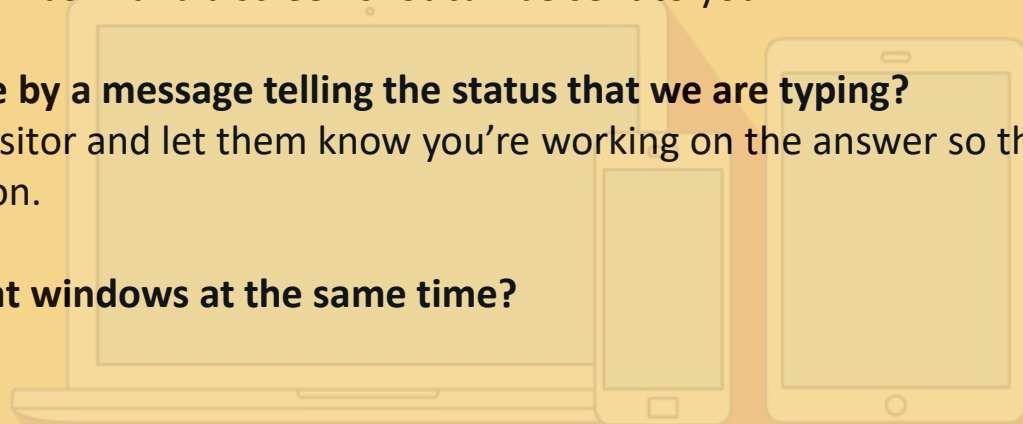 e by a message telling the status that we are typing?
sitor and let them know you're working on the answer so th
on.
at windows at the same time?